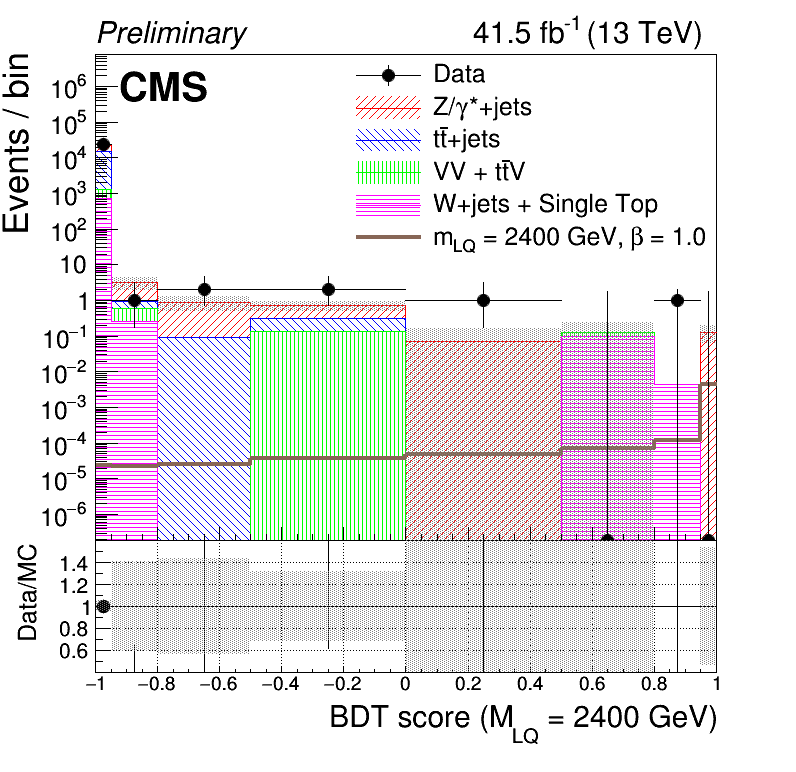 Preliminary 41.5 fb⁻¹ (13 TeV)
CMS
Events / bin
Data
Z/γ*+jets
tt̄+jets
VV + tt̄V
W+jets + Single Top
m_LQ = 2400 GeV, β = 1.0
10⁶
10⁵
10⁴
10³
10²
10
1
10⁻¹
10⁻²
10⁻³
10⁻⁴
10⁻⁵
10⁻⁶
Data/MC
1.4
1.2
1
0.8
0.6
−1 −0.8 −0.6 −0.4 −0.2 0 0.2 0.4 0.6 0.8 1
BDT score (M_LQ = 2400 GeV)